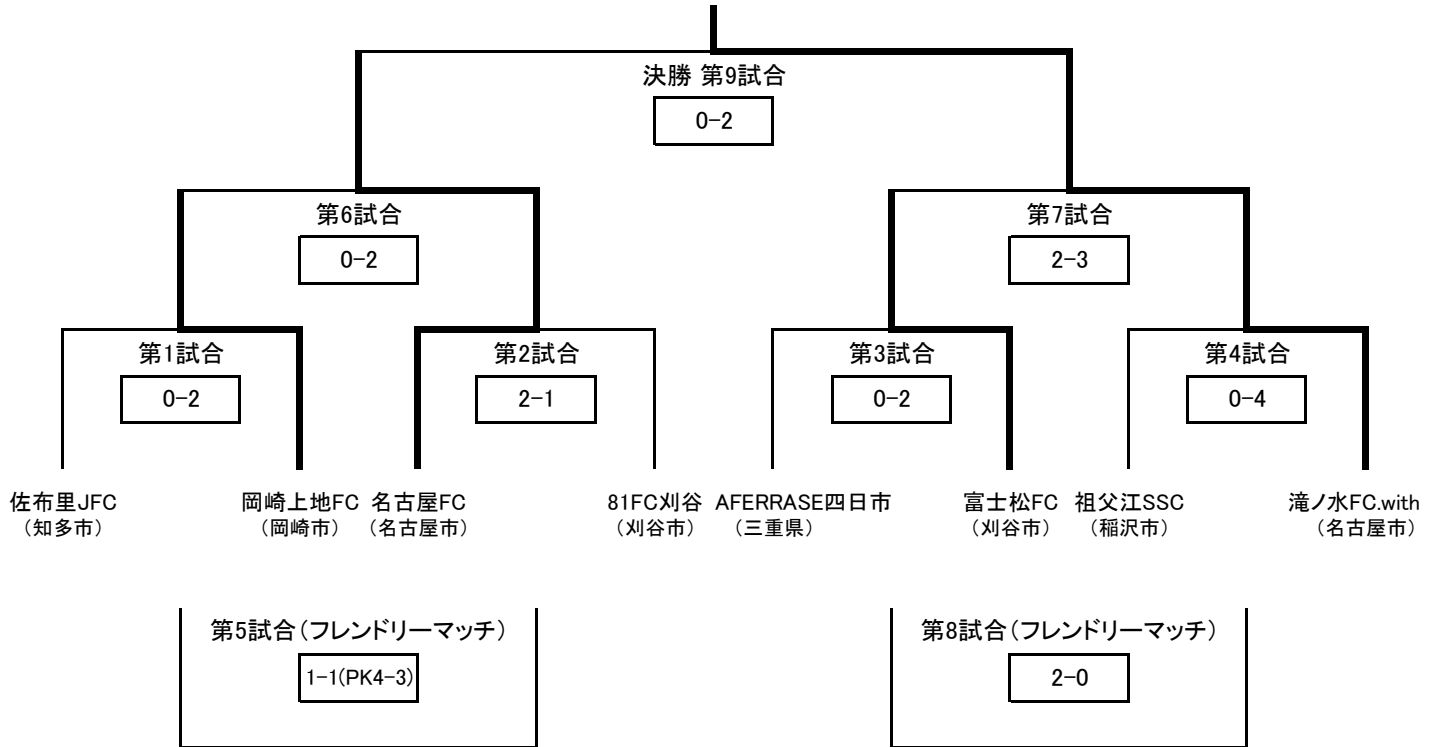 決勝 第9試合
0-2
第6試合
0-2
第7試合
2-3
第1試合
0-2
第2試合
2-1
第3試合
0-2
第4試合
0-4
佐布里JFC
（知多市）
岡崎上地FC
（岡崎市）
名古屋FC
（名古屋市）
81FC刈谷
（刈谷市）
AFERRASE四日市
（三重県）
富士松FC
（刈谷市）
祖父江SSC
（稲沢市）
滝ノ水FC.with
（名古屋市）
第5試合（フレンドリーマッチ）
1-1(PK4-3)
第8試合（フレンドリーマッチ）
2-0